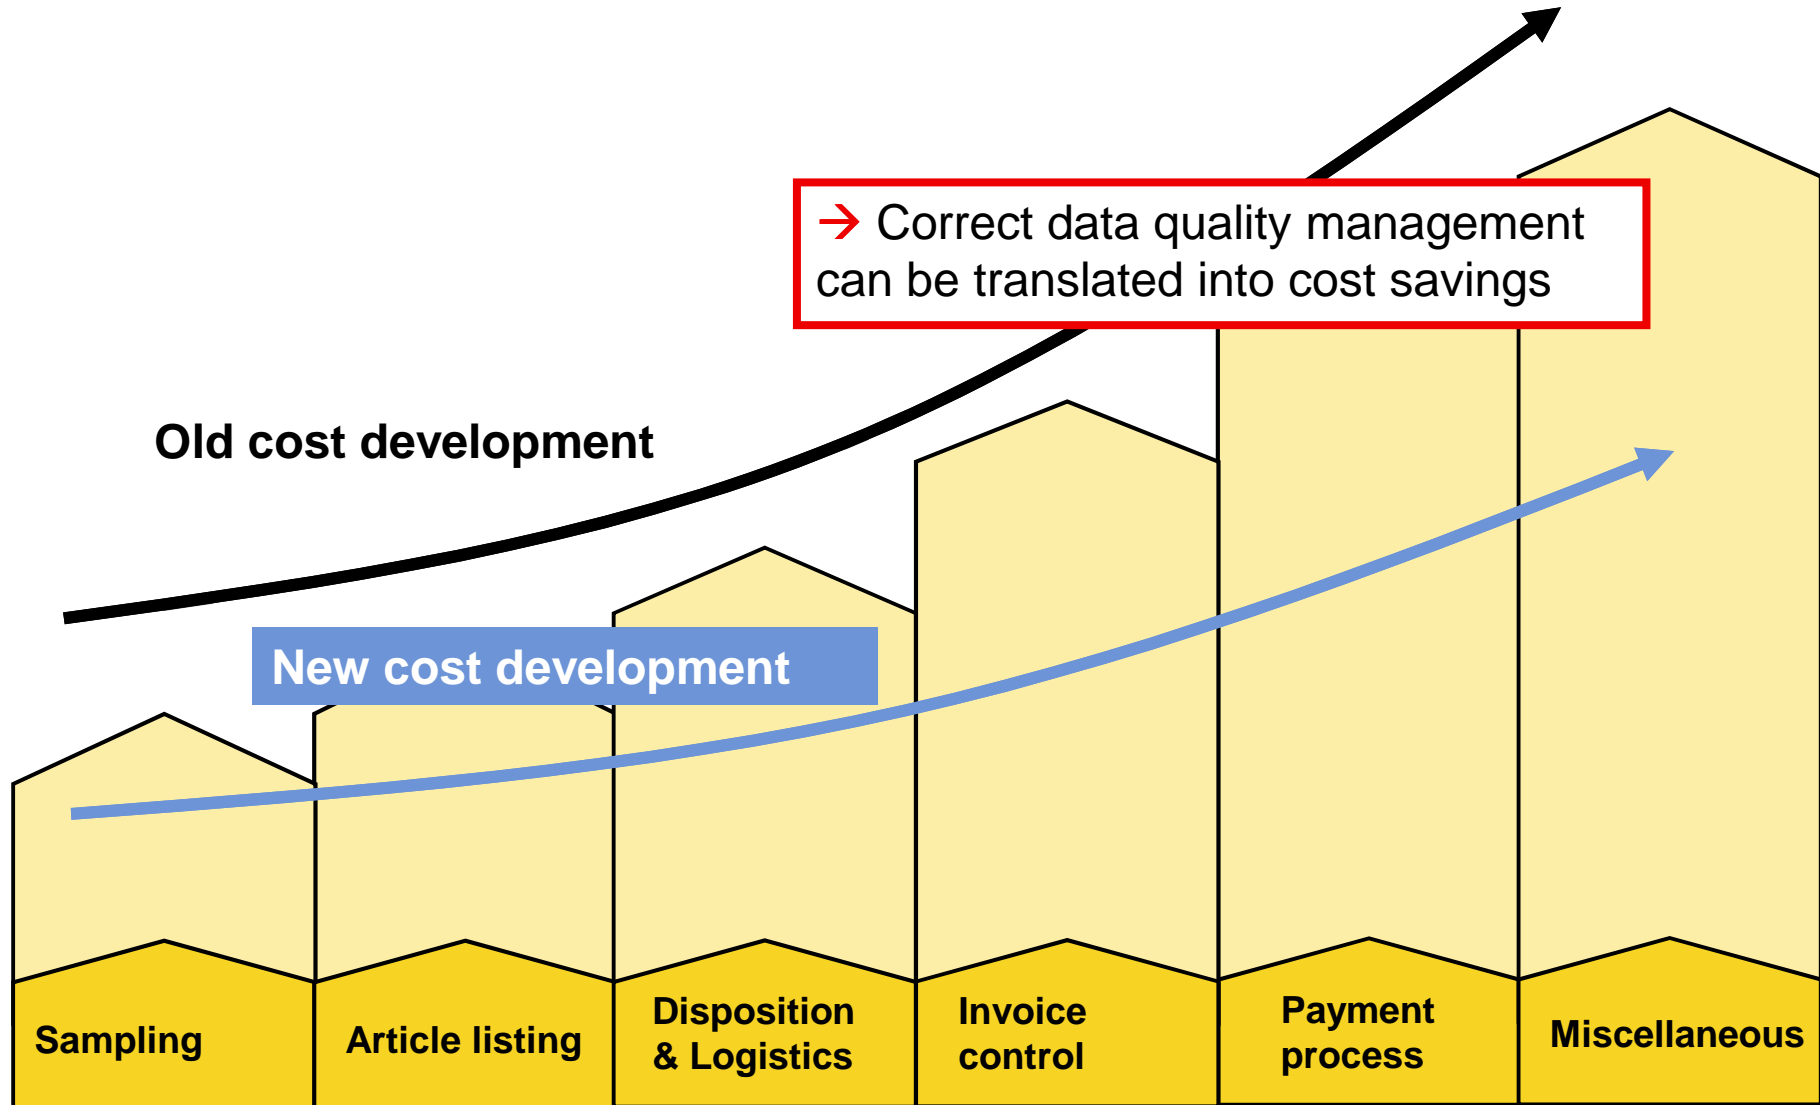 → Correct data quality management
can be translated into cost savings
Old cost development
New cost development
Sampling
Article listing
Disposition
& Logistics
Invoice
control
Payment
process
Miscellaneous